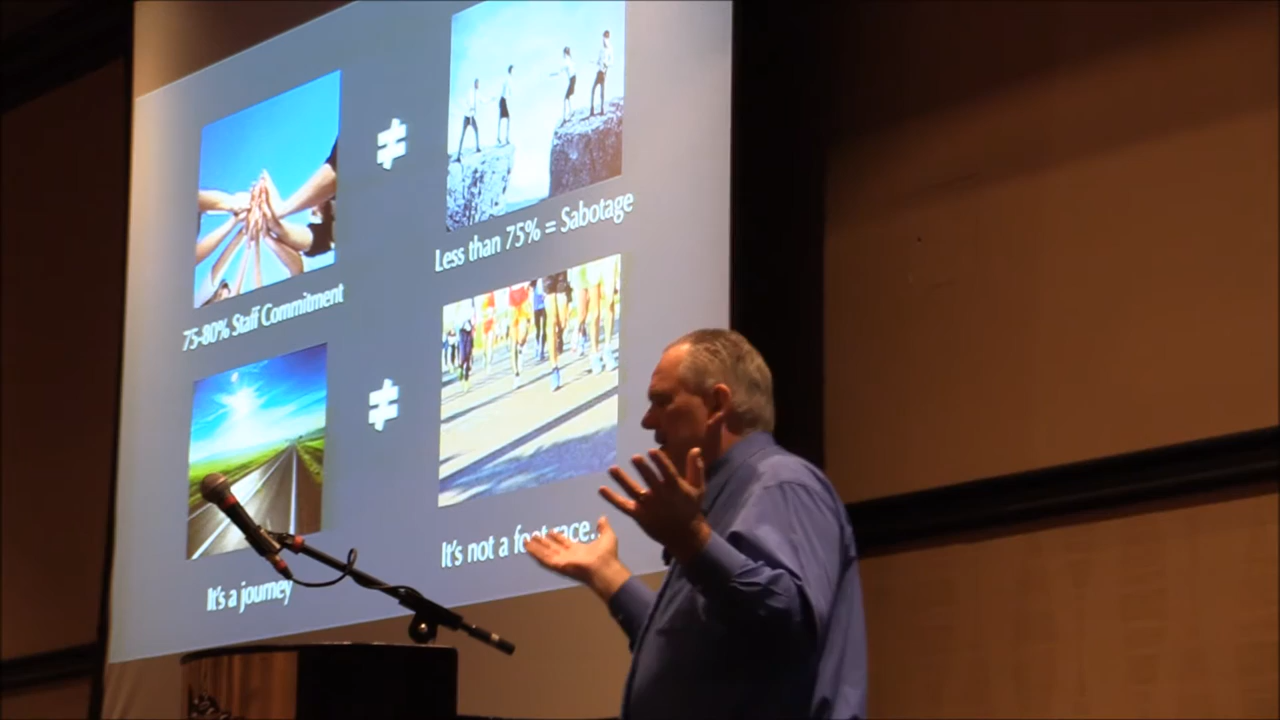 ≠
75-80% Staff Commitment
Less than 75% = Sabotage
≠
It's a journey
It's not a foot race..